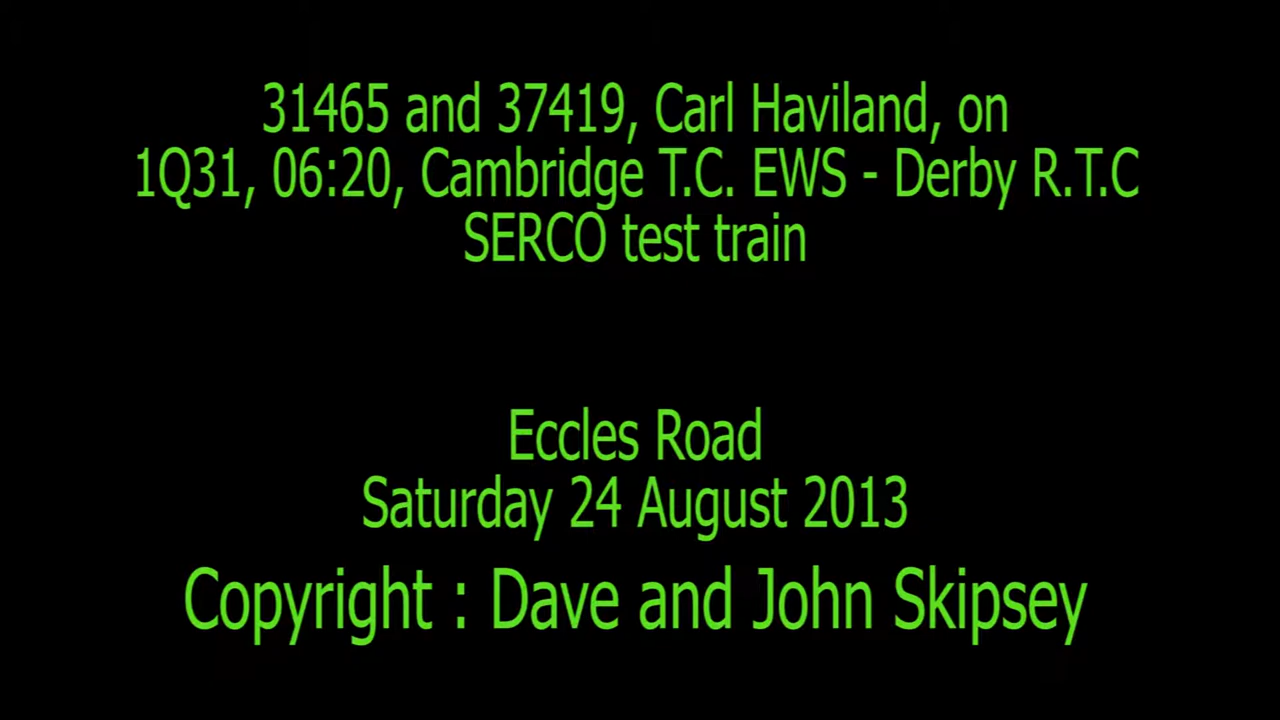 31465 and 37419, Carl Haviland, on
1Q31, 06:20, Cambridge T.C. EWS - Derby R.T.C
SERCO test train
Eccles Road
Saturday 24 August 2013
Copyright : Dave and John Skipsey